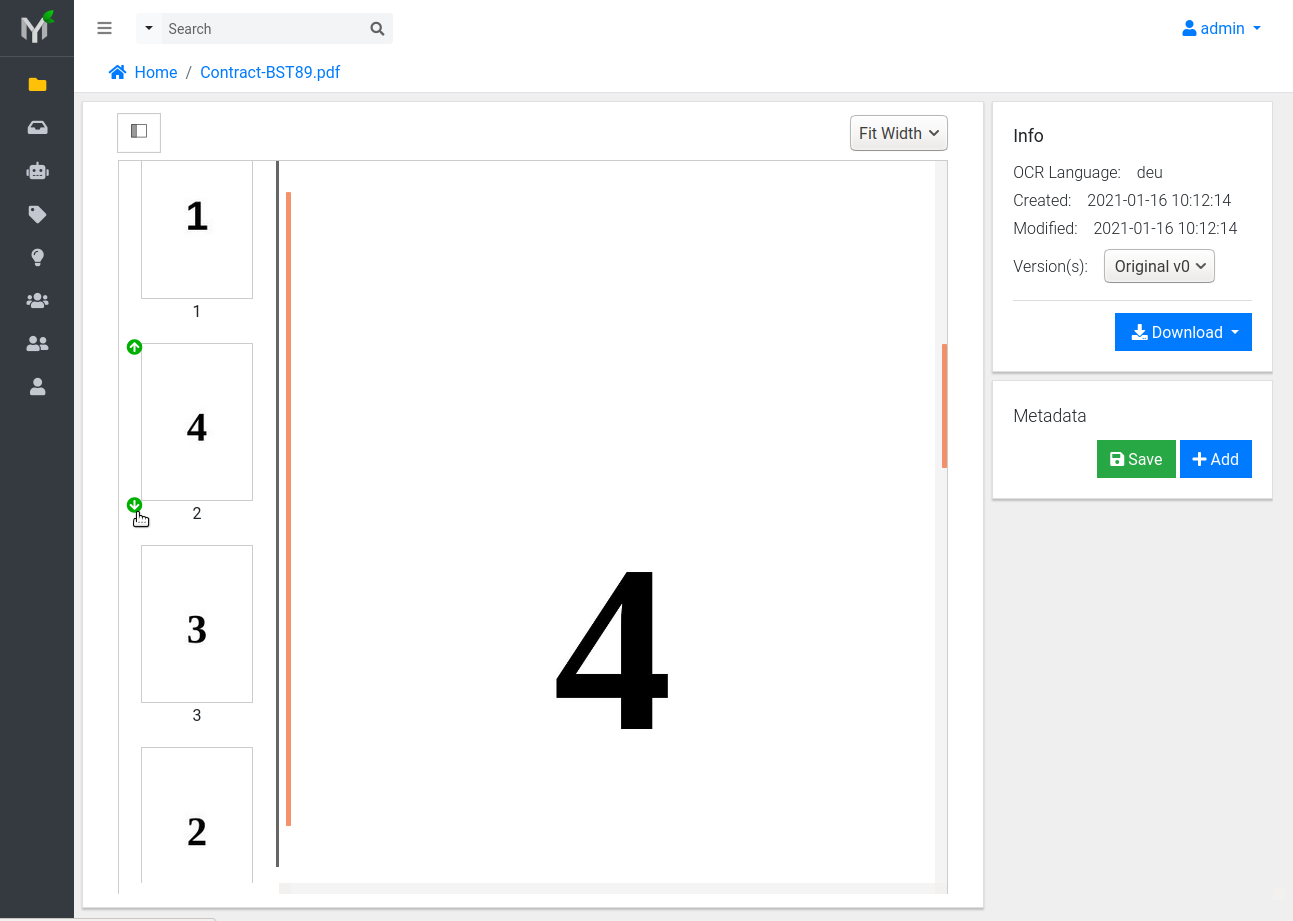 Search
admin
Home / Contract-BST89.pdf
Fit Width
1
1
4
2
3
3
2
4
Info
OCR Language: deu
Created: 2021-01-16 10:12:14
Modified: 2021-01-16 10:12:14
Version(s): Original v0
Download
Metadata
Save
Add